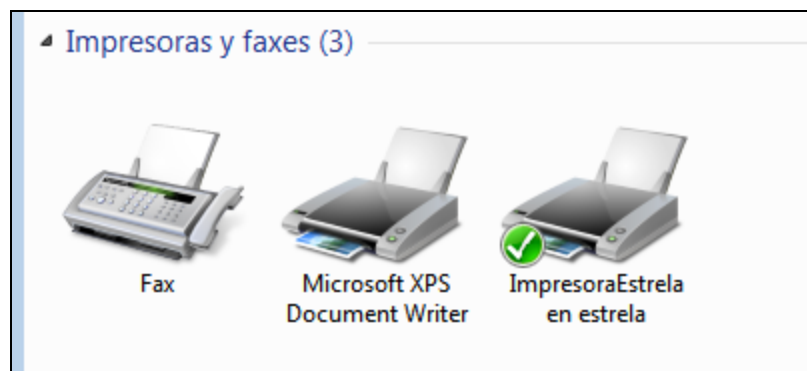 Impresoras y faxes (3)
Fax
Microsoft XPS
Document Writer
ImpresoraEstrela
en estrela